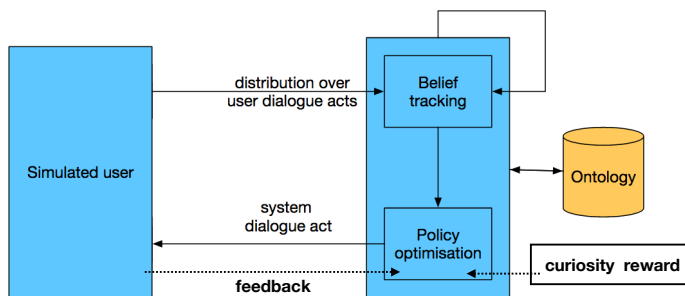 distribution over
user dialogue acts
Belief
tracking
Simulated user
Ontology
system
dialogue act
Policy
optimisation
curiosity reward
feedback